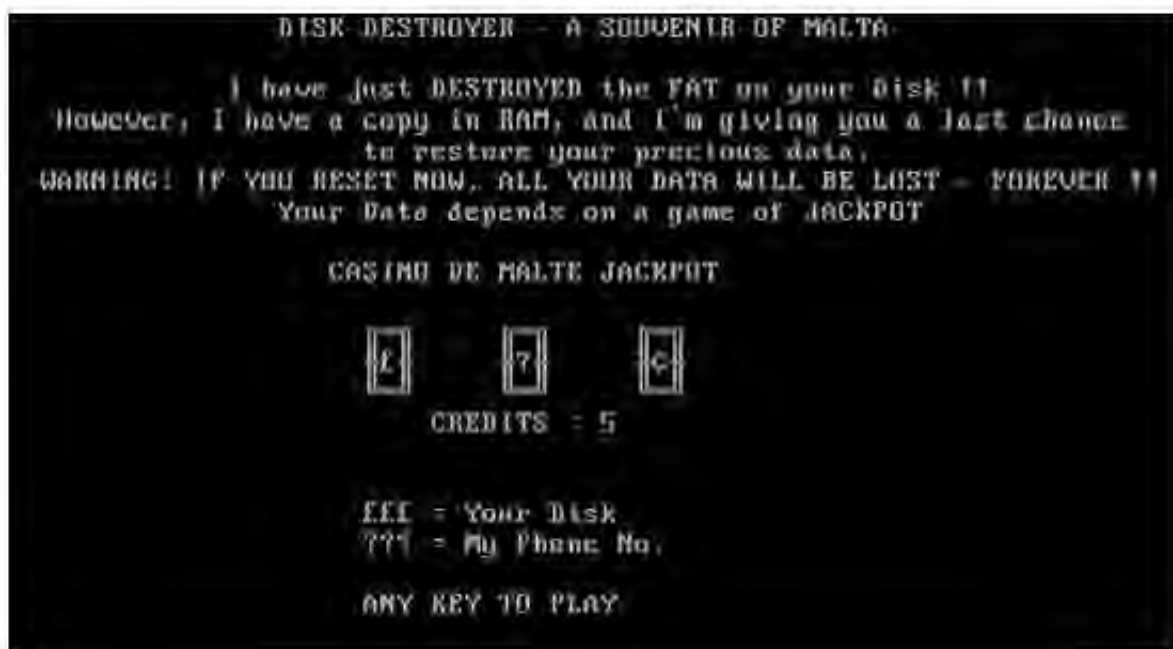 DISK DESTROYER - A SOUVENIR OF MALTA
I have just DESTROYED the FAT on your Disk !!
However, I have a copy in RAM, and I'm giving you a last chance
to restore your precious data.
WARNING! IF YOU RESET NOW, ALL YOUR DATA WILL BE LOST - FOREVER !!
Your Data depends on a game of JACKPOT
CASINO DE MALTE JACKPOT
£ ? ¢
CREDITS = 5
£££ = Your Disk
??? = My Phone No.
ANY KEY TO PLAY